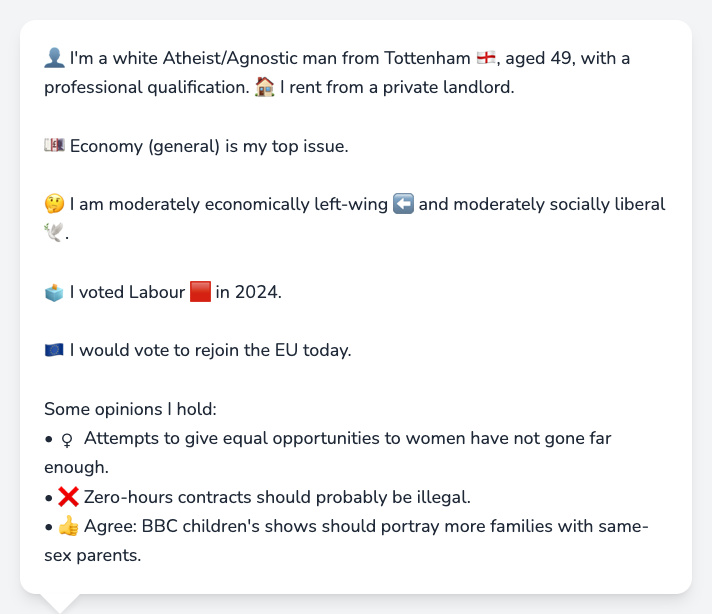 👤 I'm a white Atheist/Agnostic man from Tottenham 🏴󠁧󠁢󠁥󠁮󠁧󠁿, aged 49, with a
professional qualification. 🏠 I rent from a private landlord.
💷 Economy (general) is my top issue.
🤔 I am moderately economically left-wing ⬅️ and moderately socially liberal
🕊️.
🗳️ I voted Labour 🟥 in 2024.
🇪🇺 I would vote to rejoin the EU today.
Some opinions I hold:
• ♀️ Attempts to give equal opportunities to women have not gone far
enough.
• ❌ Zero-hours contracts should probably be illegal.
• 👍 Agree: BBC children's shows should portray more families with same-
sex parents.